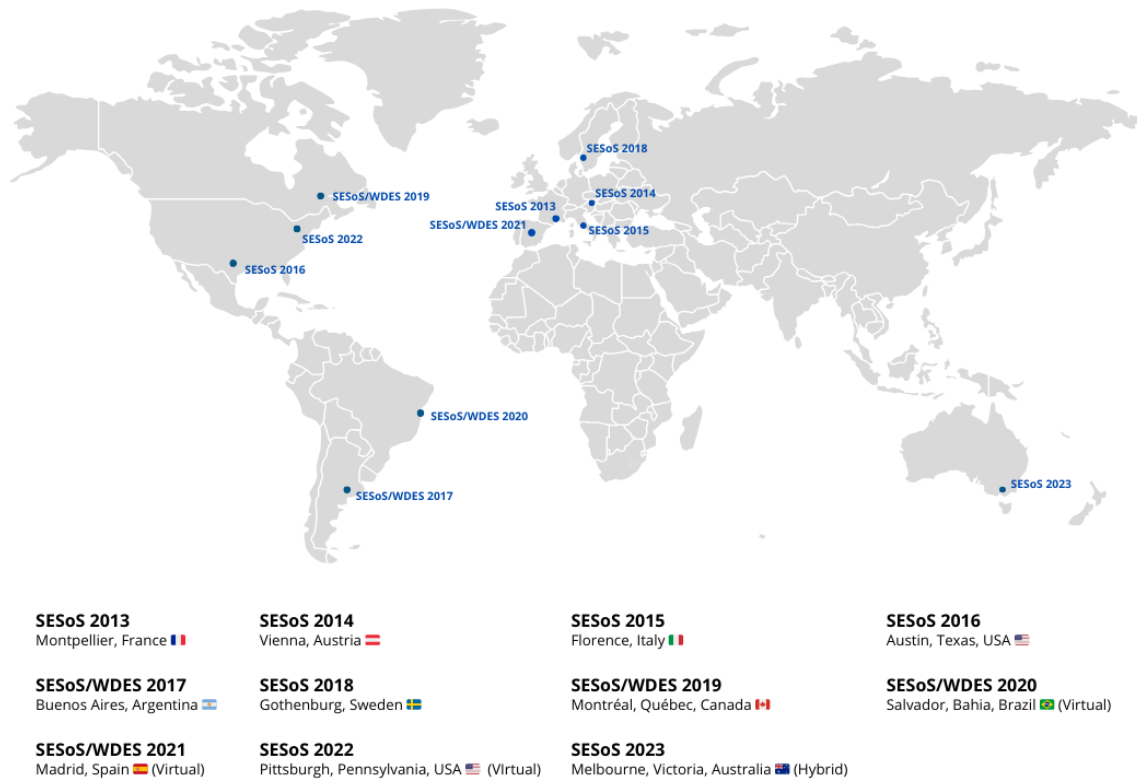 SESoS 2018
SESoS 2014
SESoS/WDES 2019
SESoS 2013
SESoS/WDES 2021
SESoS 2015
SESoS 2022
SESoS 2016
SESoS/WDES 2020
SESoS/WDES 2017
SESoS 2023
SESoS 2013
Montpellier, France
SESoS 2014
Vienna, Austria
SESoS 2015
Florence, Italy
SESoS 2016
Austin, Texas, USA
SESoS/WDES 2017
Buenos Aires, Argentina
SESoS 2018
Gothenburg, Sweden
SESoS/WDES 2019
Montréal, Québec, Canada
SESoS/WDES 2020
Salvador, Bahia, Brazil (Virtual)
SESoS/WDES 2021
Madrid, Spain (Virtual)
SESoS 2022
Pittsburgh, Pennsylvania, USA (VIrtual)
SESoS 2023
Melbourne, Victoria, Australia (Hybrid)